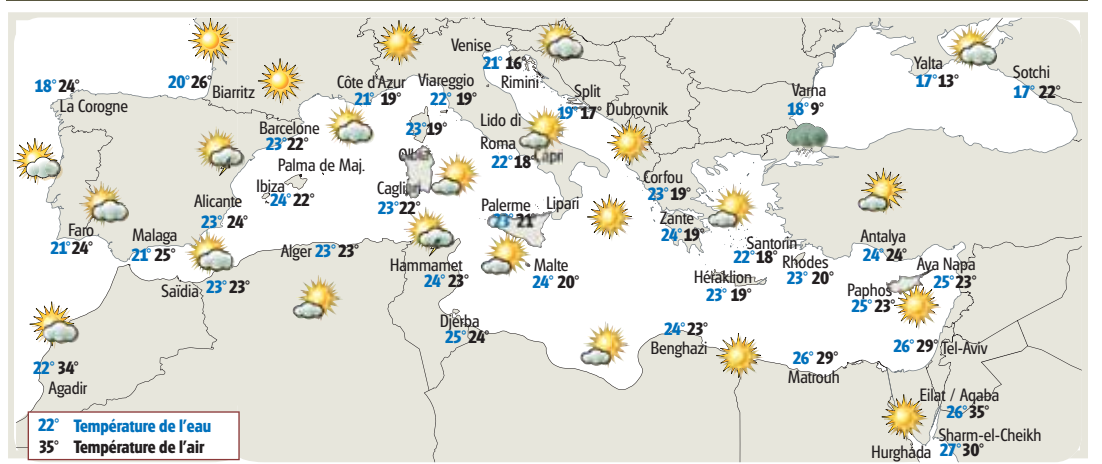 18° 24°
La Corogne
20° 26°
Biarritz
Côte d'Azur
21° 19°
Viareggio
22° 19°
Venise
21° 16°
Rimini
Split
19° 17°
Dubrovnik
Varna
18° 9°
Yalta
17° 13°
Sotchi
17° 22°
Barcelone
23° 22°
23° 19°
Lido di
Roma
22° 18°
Capri
Palma de Maj.
Ibiza
24° 22°
Cagliari
23° 22°
Palerme
23° 21°
Lipari
Corfou
23° 19°
Zante
24° 19°
Alicante
23° 24°
Faro
21° 24°
Malaga
21° 25°
Alger 23° 23°
Saïdia
23° 23°
Hammamet
24° 23°
Malte
24° 20°
Santorin
22° 18°
Rhodes
23° 20°
Héraklion
23° 19°
Antalya
24° 24°
Aya Napa
25° 23°
Paphos
25° 23°
Djerba
25° 24°
24° 23°
Benghazi
26° 29°
Matrouh
26° 29°
Tel-Aviv
22° 34°
Agadir
Eilat / Aqaba
26° 35°
Sharm-el-Cheikh
27° 30°
Hurghada
22° Température de l'eau
35° Température de l'air